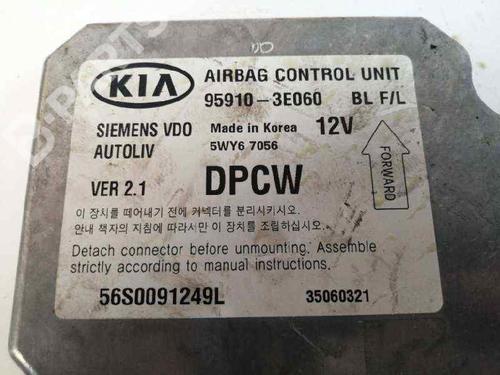 KIA
AIRBAG CONTROL UNIT
95910-3E060 BL F/L
SIEMENS VDO Made in Korea 12V
AUTOLIV 5WY6 7056
FORWARD
VER 2.1 DPCW
이 장치를 떼어내기 전에 커넥터를 분리시키시오.
안내 책자의 지침에 따라서만 이 장치를 조립하십시오.
Detach connector before unmounting. Assemble
strictly according to manual instructions.
56S0091249L 35060321